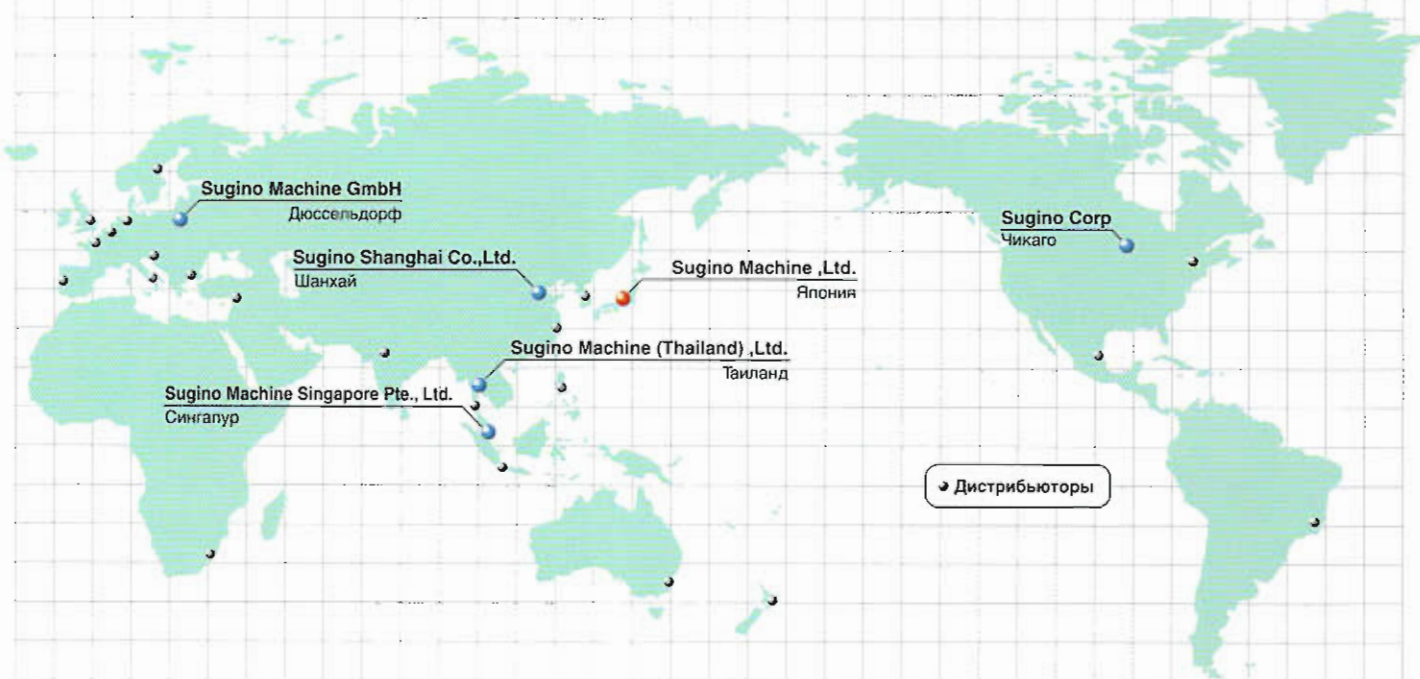 Sugino Machine GmbH
Дюссельдорф
Sugino Corp
Чикаго
Sugino Shanghai Co.,Ltd.
Шанхай
Sugino Machine ,Ltd.
Япония
Sugino Machine (Thailand) ,Ltd.
Таиланд
Sugino Machine Singapore Pte., Ltd.
Сингапур
Дистрибьюторы